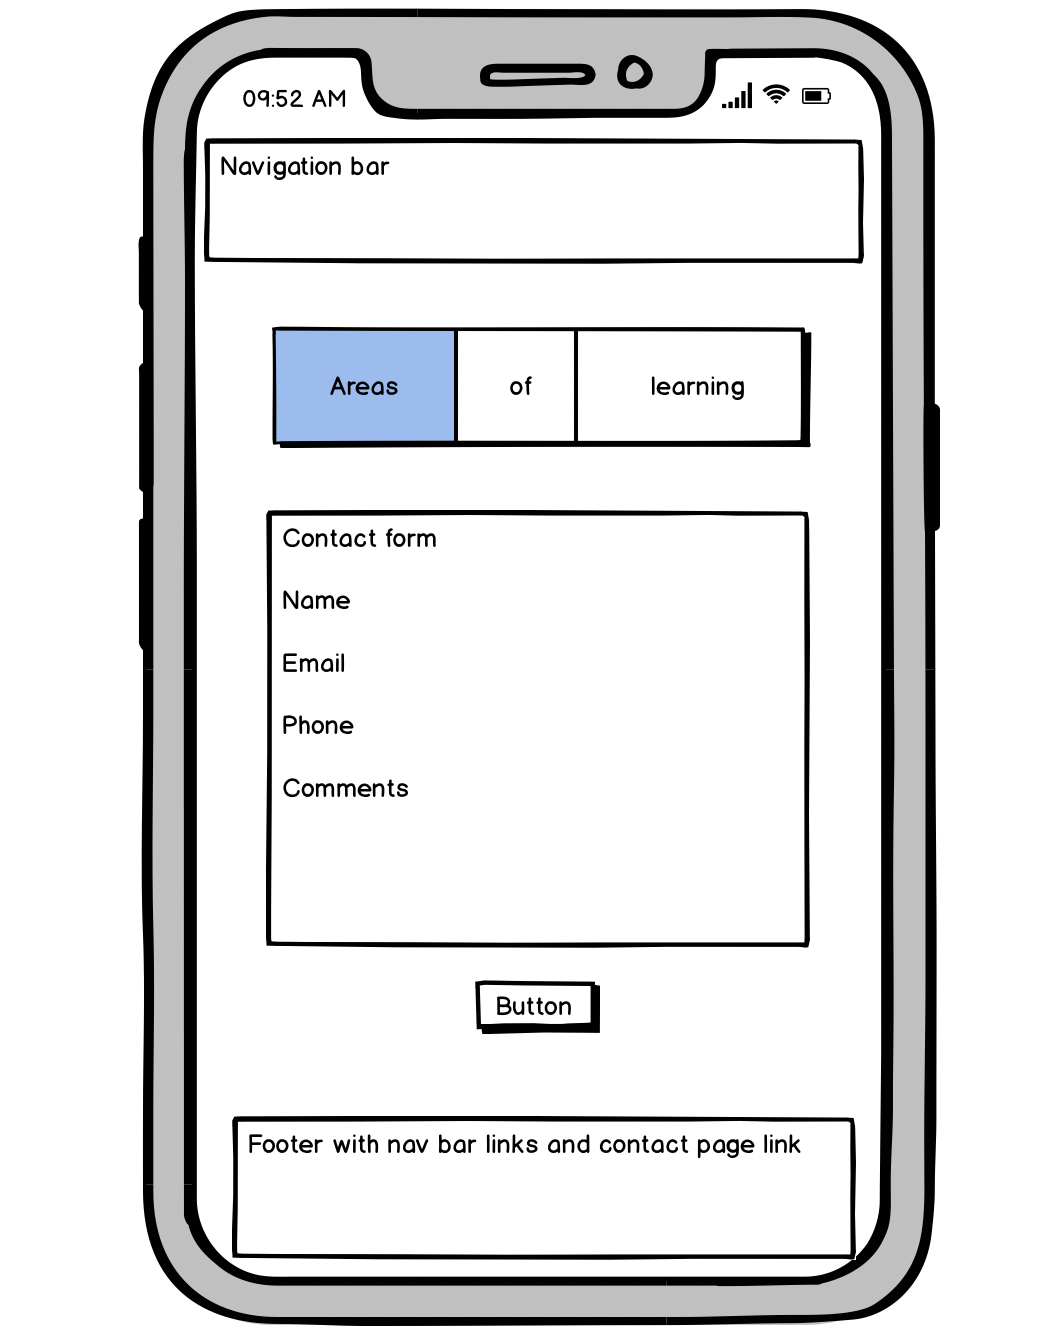 09:52 AM
Navigation bar
Areas of learning
Contact form
Name
Email
Phone
Comments
Button
Footer with nav bar links and contact page link